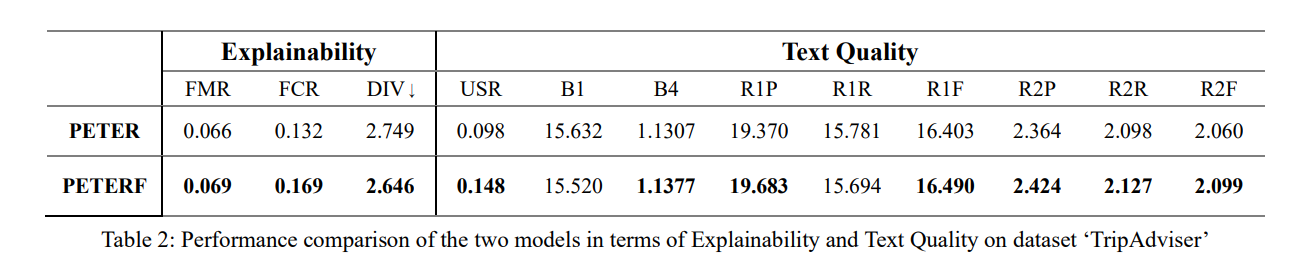 Explainability Text Quality
FMR FCR DIV↓ USR B1 B4 R1P R1R R1F R2P R2R R2F
PETER 0.066 0.132 2.749 0.098 15.632 1.1307 19.370 15.781 16.403 2.364 2.098 2.060
PETERF 0.069 0.169 2.646 0.148 15.520 1.1377 19.683 15.694 16.490 2.424 2.127 2.099
Table 2: Performance comparison of the two models in terms of Explainability and Text Quality on dataset ‘TripAdviser’